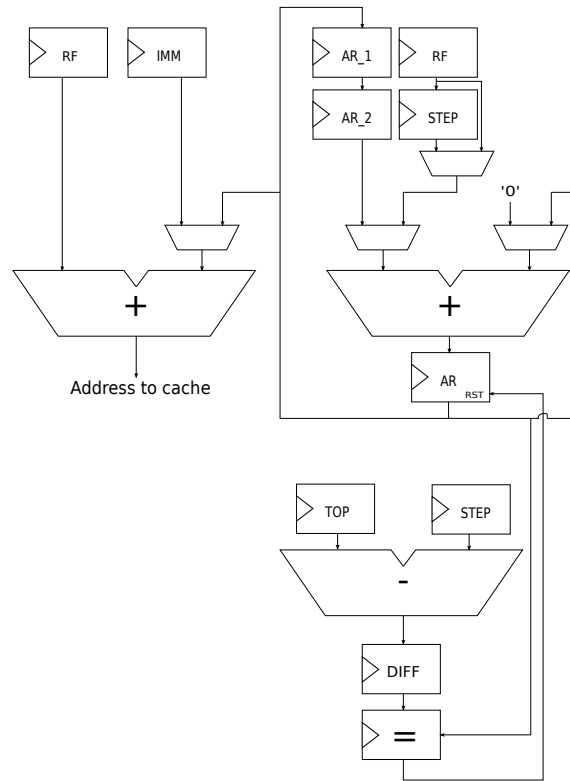 RF
IMM
AR_1
RF
AR_2
STEP
'0'
+
+
Address to cache
AR
RST
TOP
STEP
-
DIFF
=